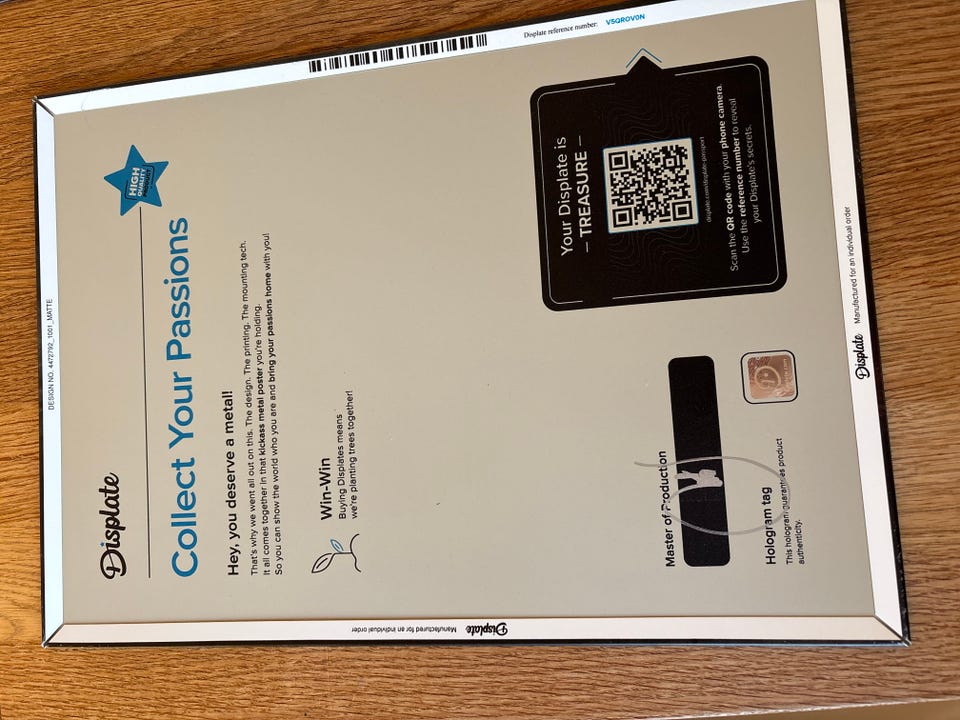 DESIGN NO. 4472792_1001_MATTE
Displate
HIGH
QUALITY
Collect Your Passions
Hey, you deserve a metal!
That's why we went all out on this. The design. The printing. The mounting tech.
It all comes together in that kickass metal poster you're holding.
So you can show the world who you are and bring your passions home with you!
Win-Win
Buying Displates means
we're planting trees together!
Displate reference number: V5QROV0N
Your Displate is
– TREASURE –
displate.com/displate-passport
Scan the QR code with your phone camera.
Use the reference number to reveal
your Displate's secrets.
Master of Production
Hologram tag
This hologram guarantees product
authenticity.
Displate Manufactured for an individual order
Displate Manufactured for an individual order